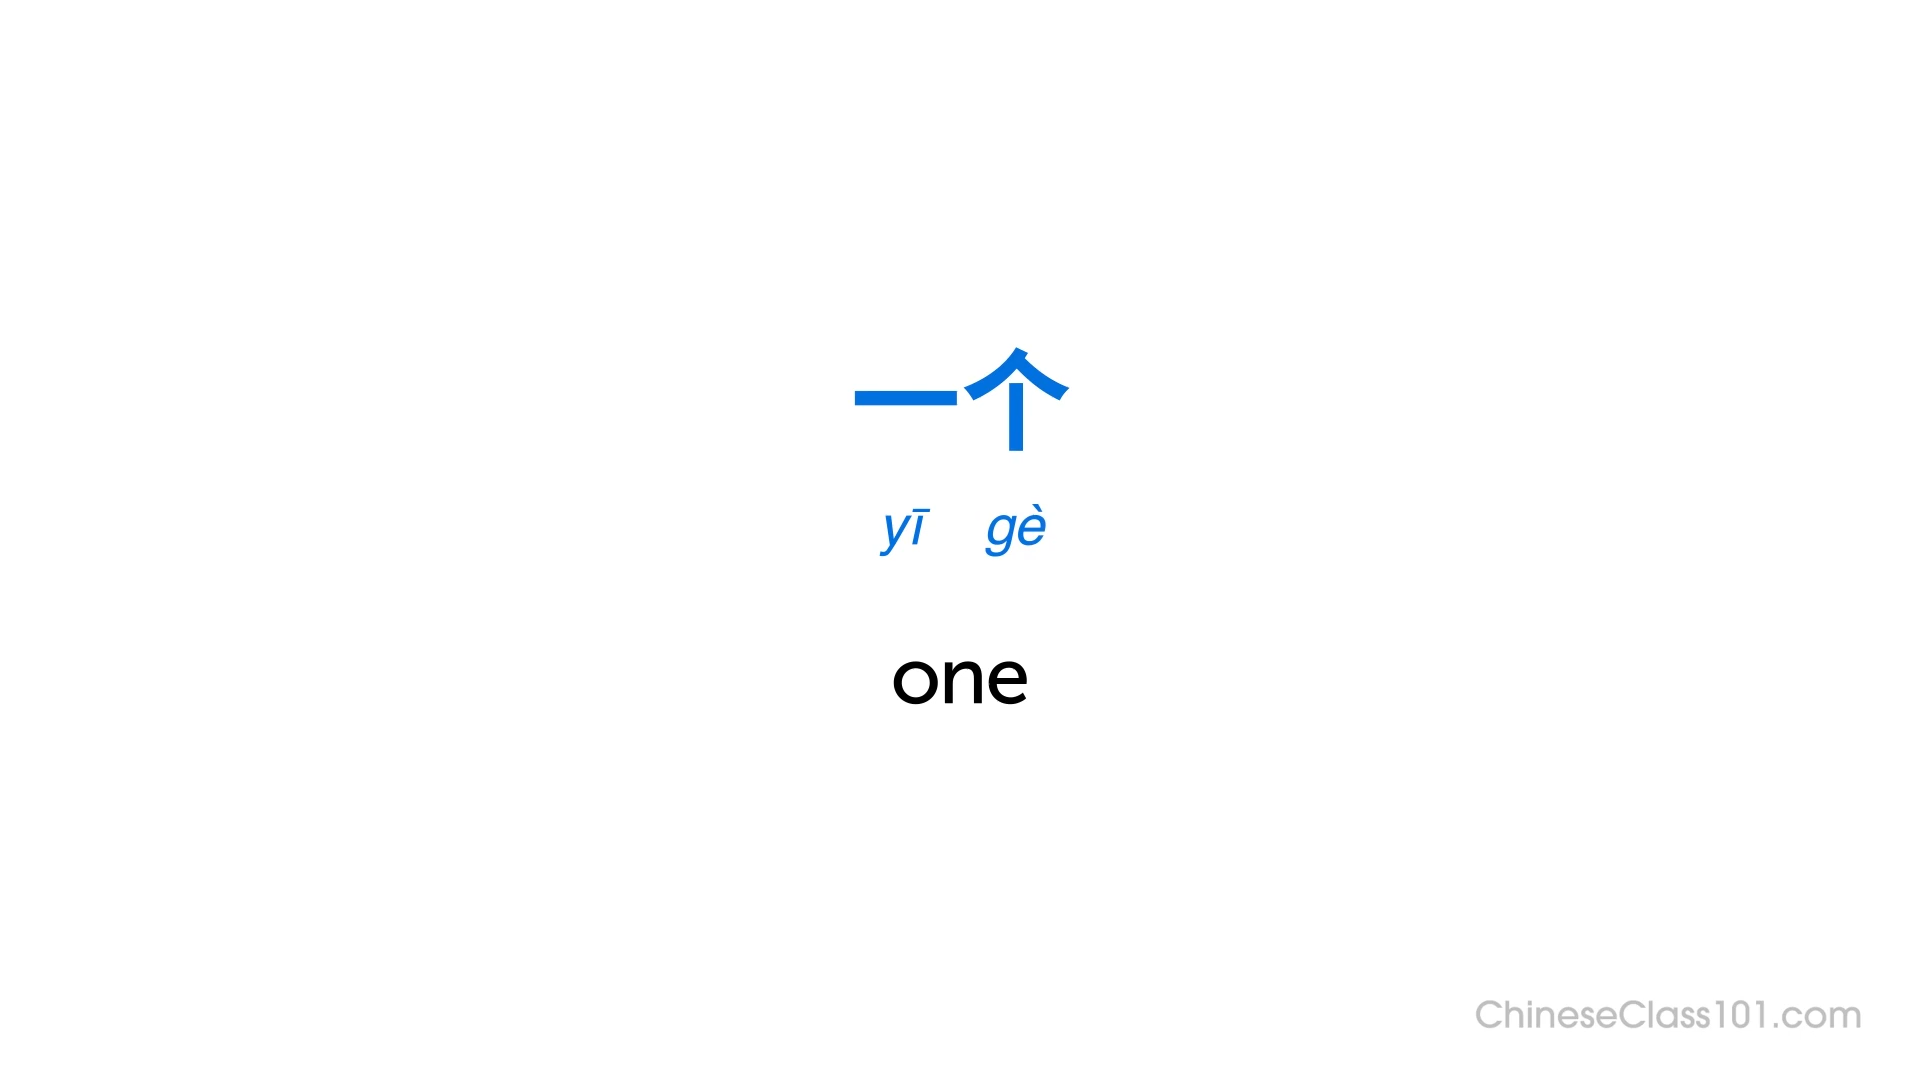 一个
yī gè
one
ChineseClass101.com